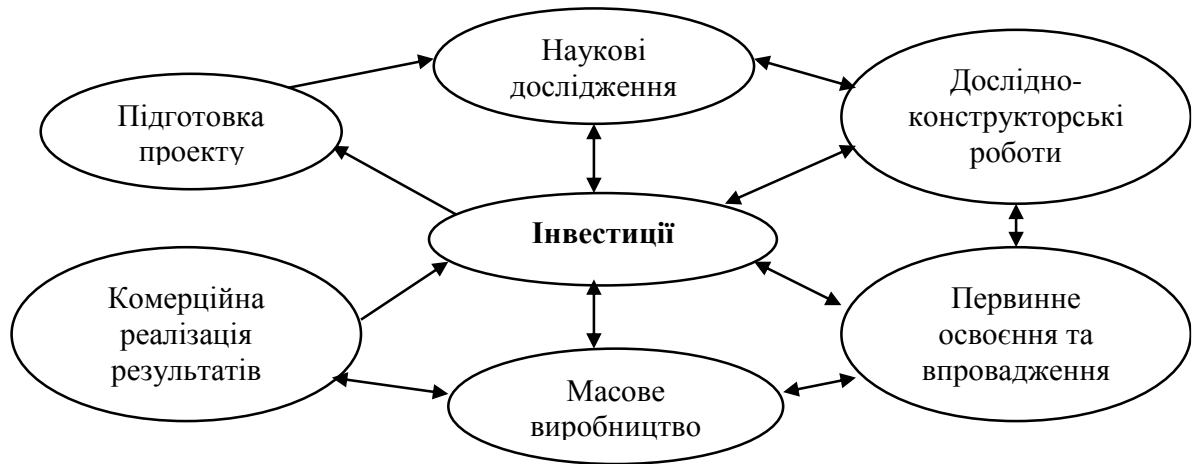 Наукові
дослідження
Дослідно-
конструкторські
роботи
Підготовка
проекту
Інвестиції
Комерційна
реалізація
результатів
Первинне
освоєння та
впровадження
Масове
виробництво